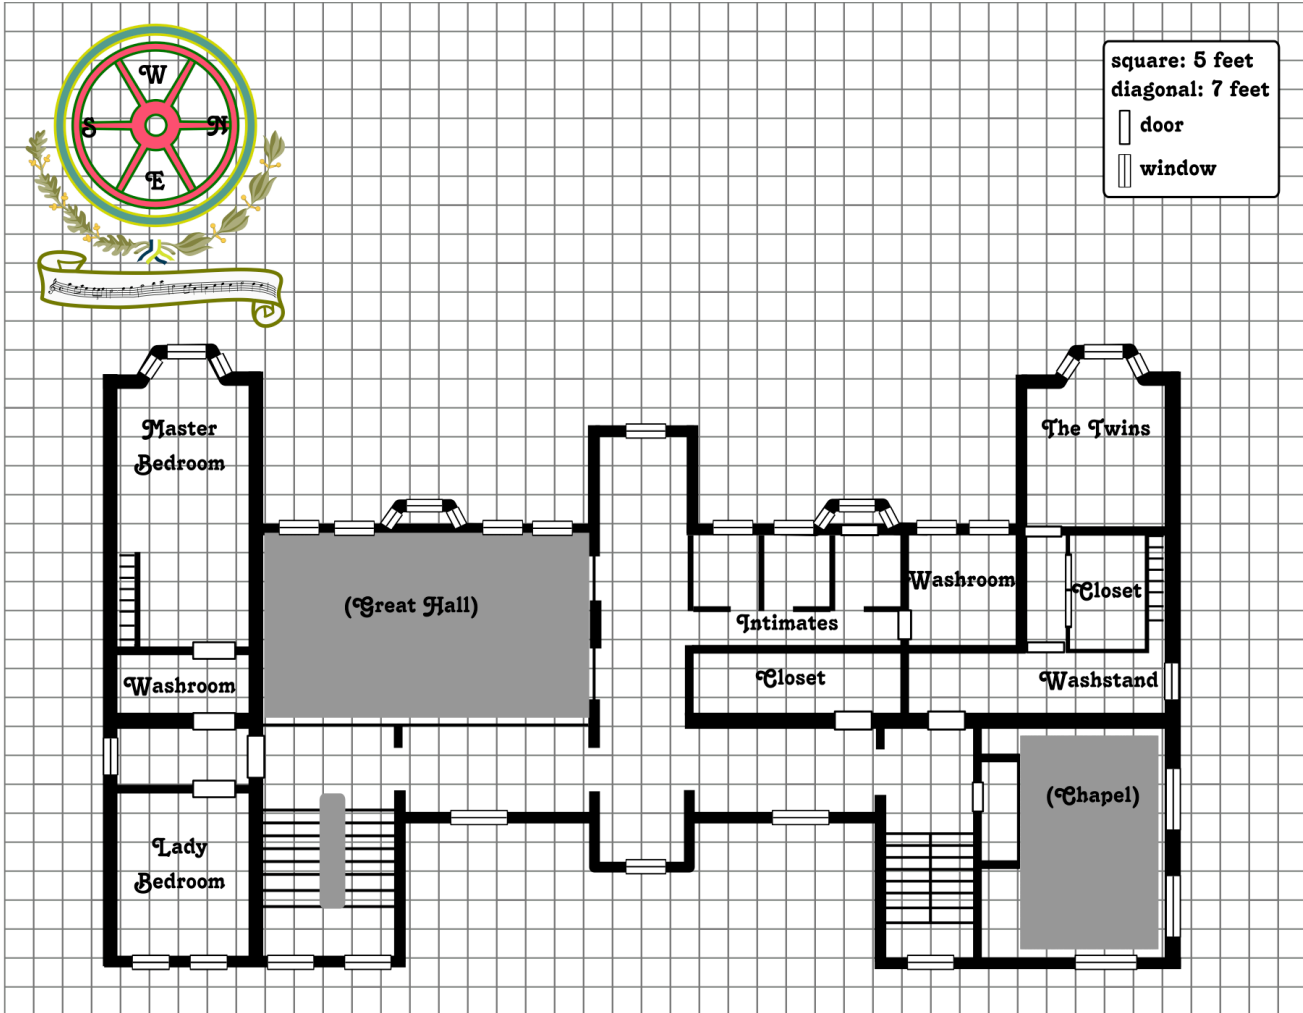 W
S
N
E
square: 5 feet
diagonal: 7 feet
door
window
Master
Bedroom
The Twins
(Great Hall)
Washroom
Closet
Intimates
Washroom
Closet
Washstand
(Chapel)
Lady
Bedroom